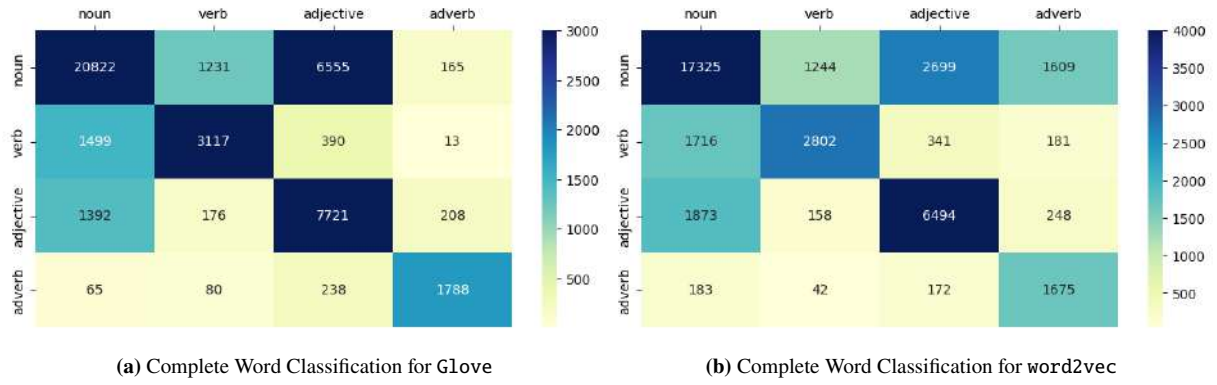 noun verb adjective adverb
noun 20822 1231 6555 165
verb 1499 3117 390 13
adjective 1392 176 7721 208
adverb 65 80 238 1788
3000
2500
2000
1500
1000
500
(a) Complete Word Classification for Glove
noun verb adjective adverb
noun 17325 1244 2699 1609
verb 1716 2802 341 181
adjective 1873 158 6494 248
adverb 183 42 172 1675
4000
3500
3000
2500
2000
1500
1000
500
(b) Complete Word Classification for word2vec